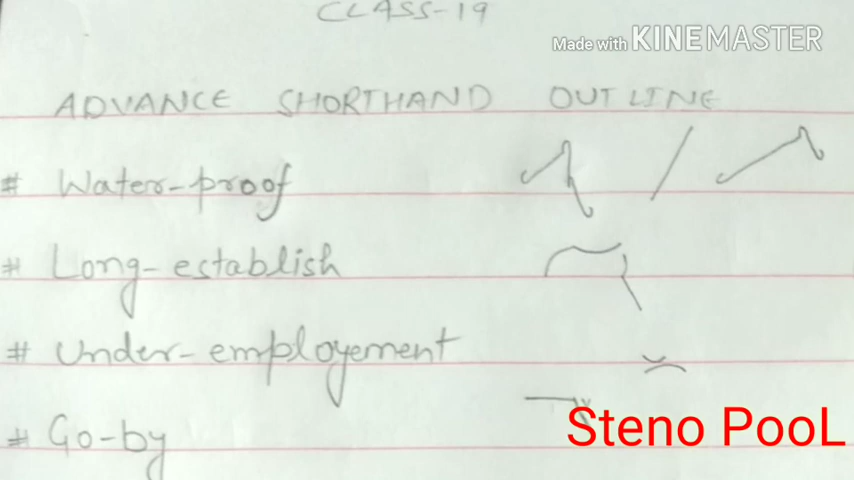 CLASS-19
Made with KINEMASTER
ADVANCE SHORTHAND OUTLINE
# Water-proof /
# Long-establish
# Under-employement
# Go-by
Steno PooL